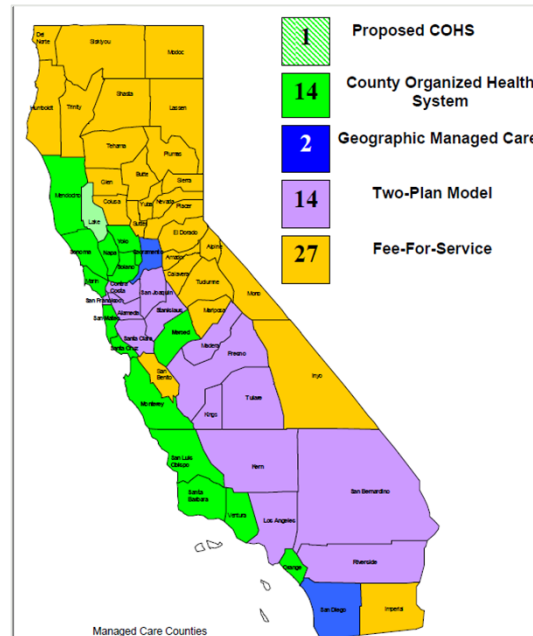 1
Proposed COHS
14
County Organized Health
System
2
Geographic Managed Care
14
Two-Plan Model
27
Fee-For-Service
Del
Norte
Siskiyou
Modoc
Humboldt
Trinity
Shasta
Lassen
Tehama
Plumas
Butte
Glen
Sierra
Mendocino
Colusa
Yuba
Nevada
Placer
Lake
Sutter
El Dorado
Yolo
Alpine
Sonoma
Napa
Sacramento
Amador
Solano
Calavera
Marin
Contra
Costa
San Joaquin
Tuolumne
Mono
San Francisco
Alameda
Stanislaus
Mariposa
San Mateo
Santa Clara
Merced
Madera
Santa Cruz
Fresno
San
Benito
Inyo
Monterey
Kings
Tulare
San Luis
Obispo
Kern
Santa
Barbara
San Bernardino
Ventura
Los Angeles
Orange
Riverside
San Diego
Imperial
Managed Care Counties